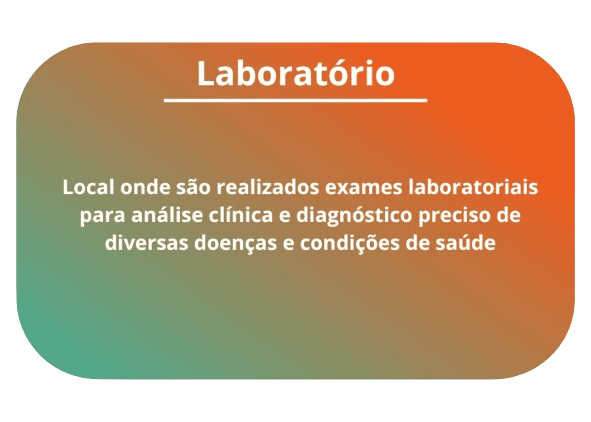 Laboratório
Local onde são realizados exames laboratoriais
para análise clínica e diagnóstico preciso de
diversas doenças e condições de saúde